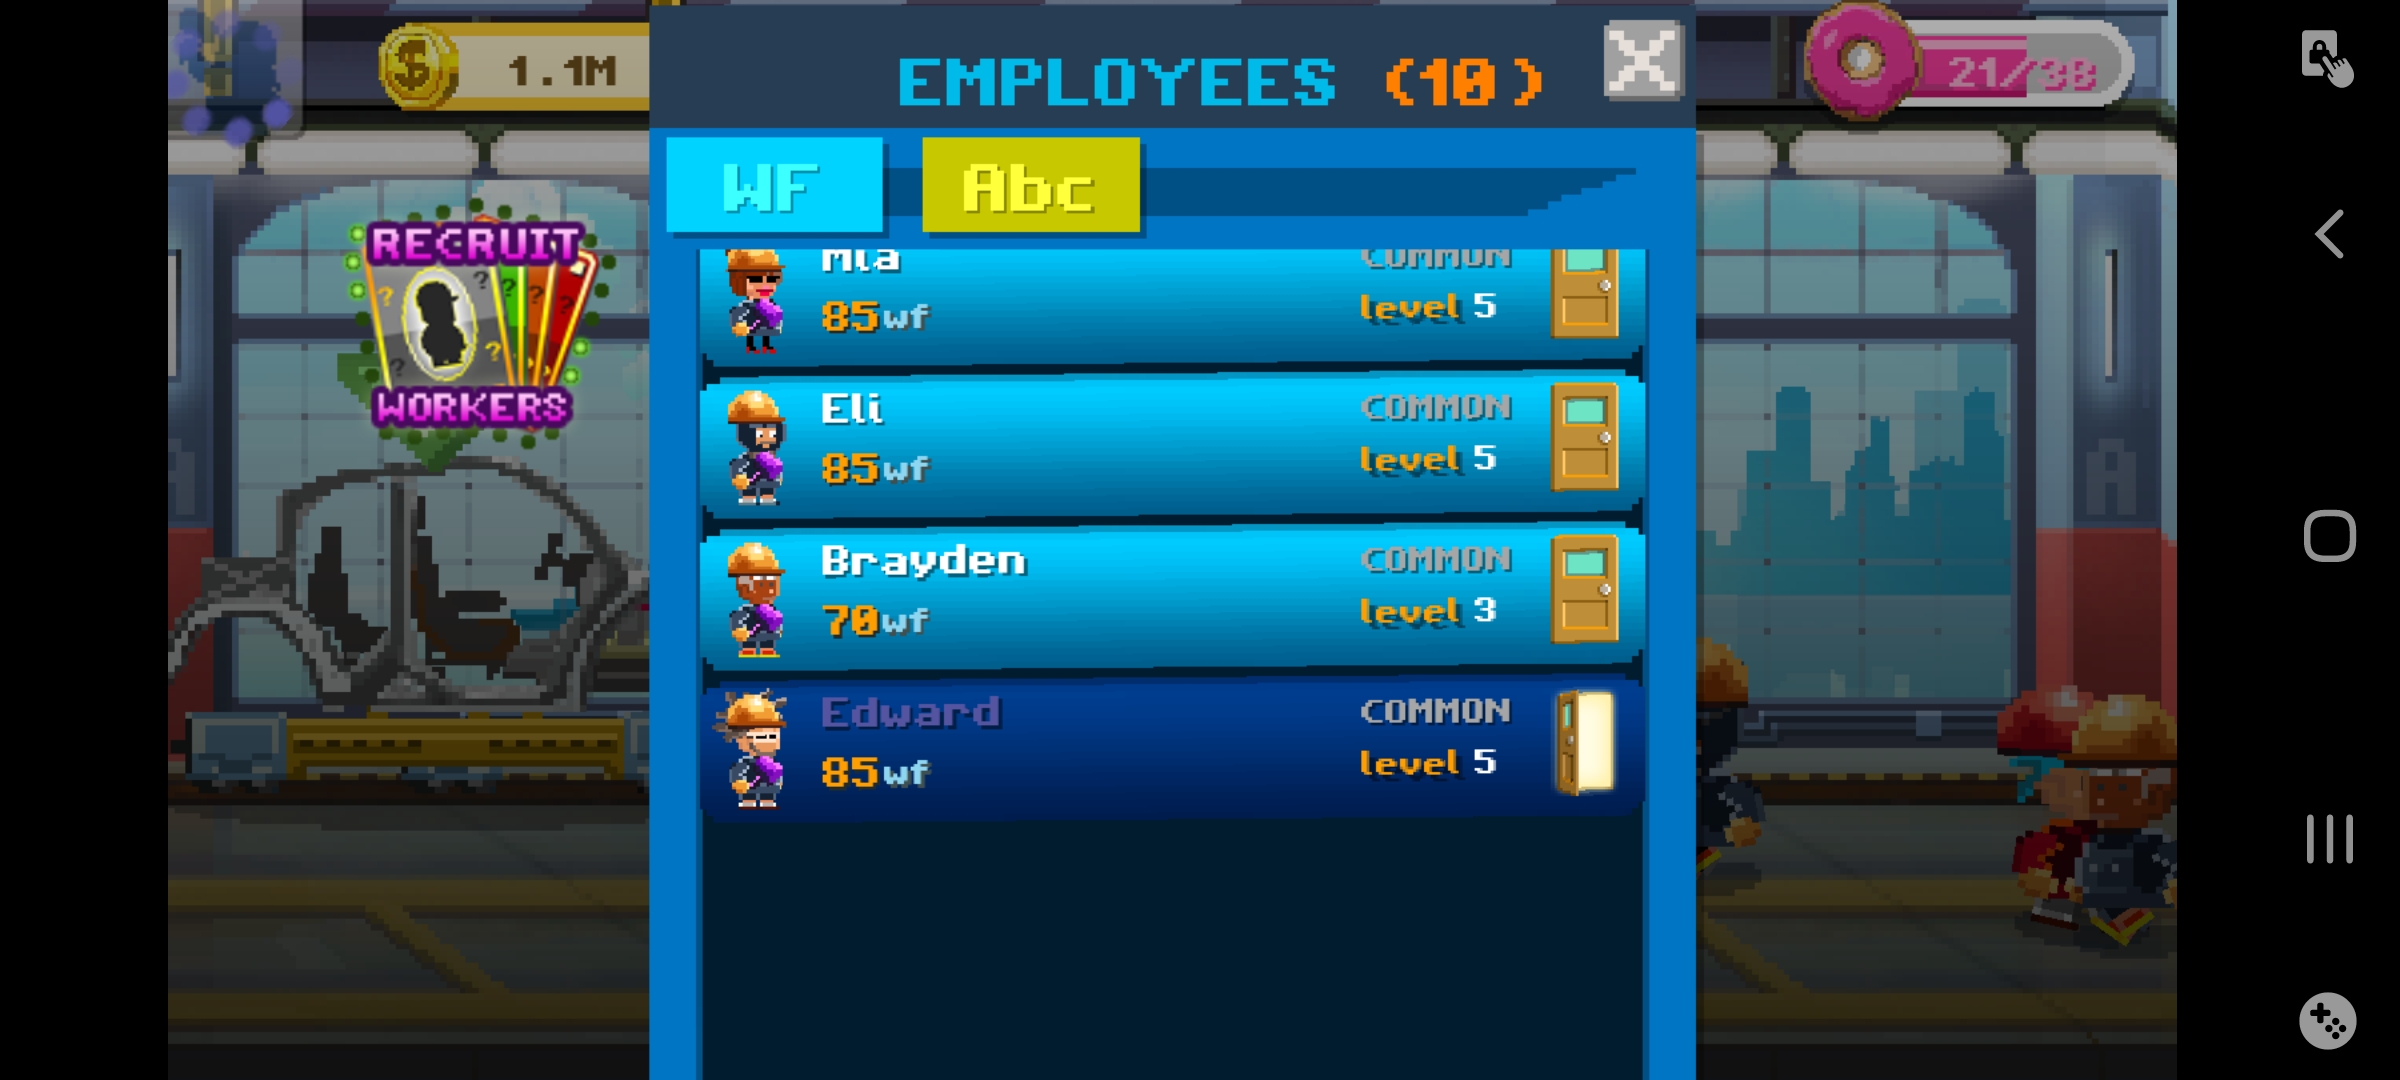 1.1M
EMPLOYEES (10)
21/30
WF Abc
RECRUIT
WORKERS
Mia COMMON
85wf level 5
Eli COMMON
85wf level 5
Brayden COMMON
70wf level 3
Edward COMMON
85wf level 5